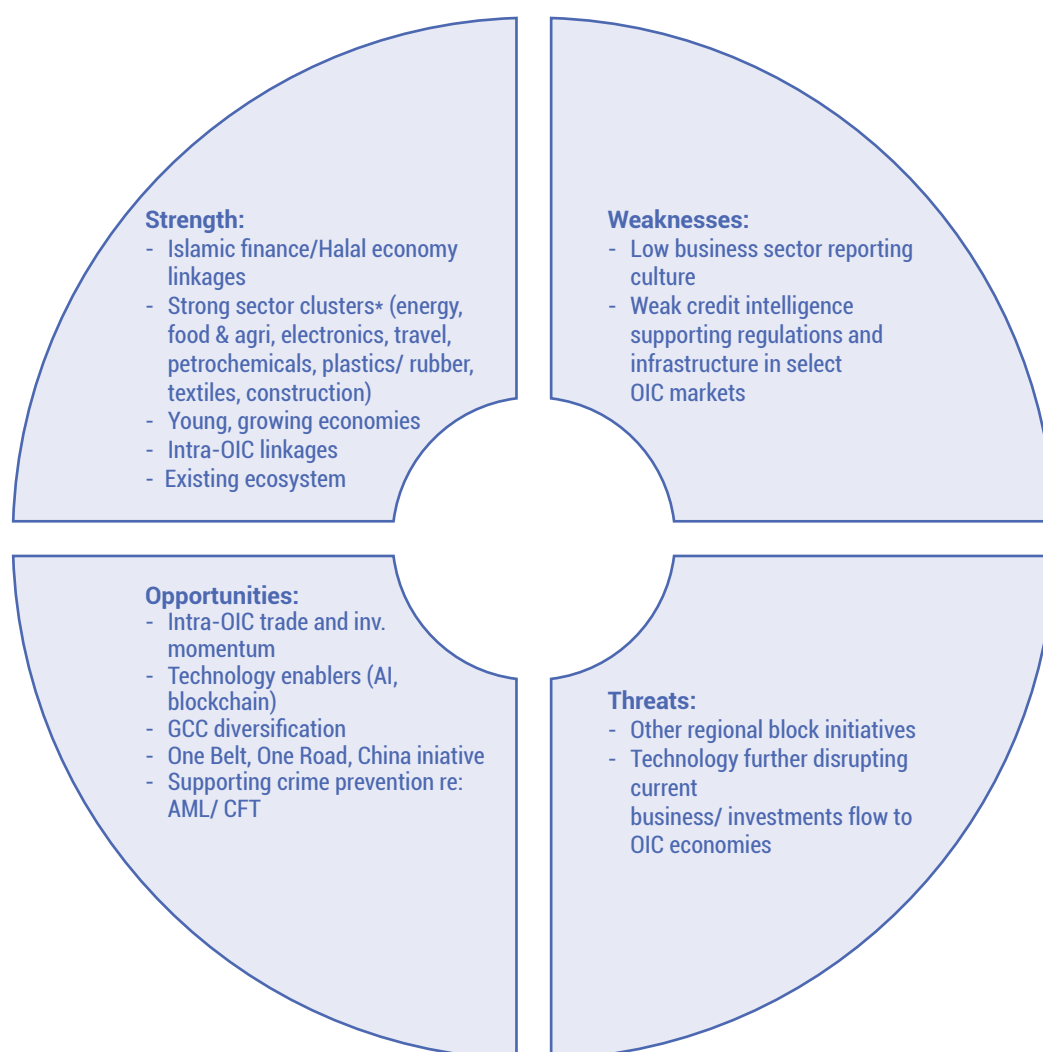 Strength:
- Islamic finance/Halal economy
linkages
- Strong sector clusters* (energy,
food & agri, electronics, travel,
petrochemicals, plastics/ rubber,
textiles, construction)
- Young, growing economies
- Intra-OIC linkages
- Existing ecosystem
Weaknesses:
- Low business sector reporting
culture
- Weak credit intelligence
supporting regulations and
infrastructure in select
OIC markets
Opportunities:
- Intra-OIC trade and inv.
momentum
- Technology enablers (AI,
blockchain)
- GCC diversification
- One Belt, One Road, China iniative
- Supporting crime prevention re:
AML/ CFT
Threats:
- Other regional block initiatives
- Technology further disrupting
current
business/ investments flow to
OIC economies